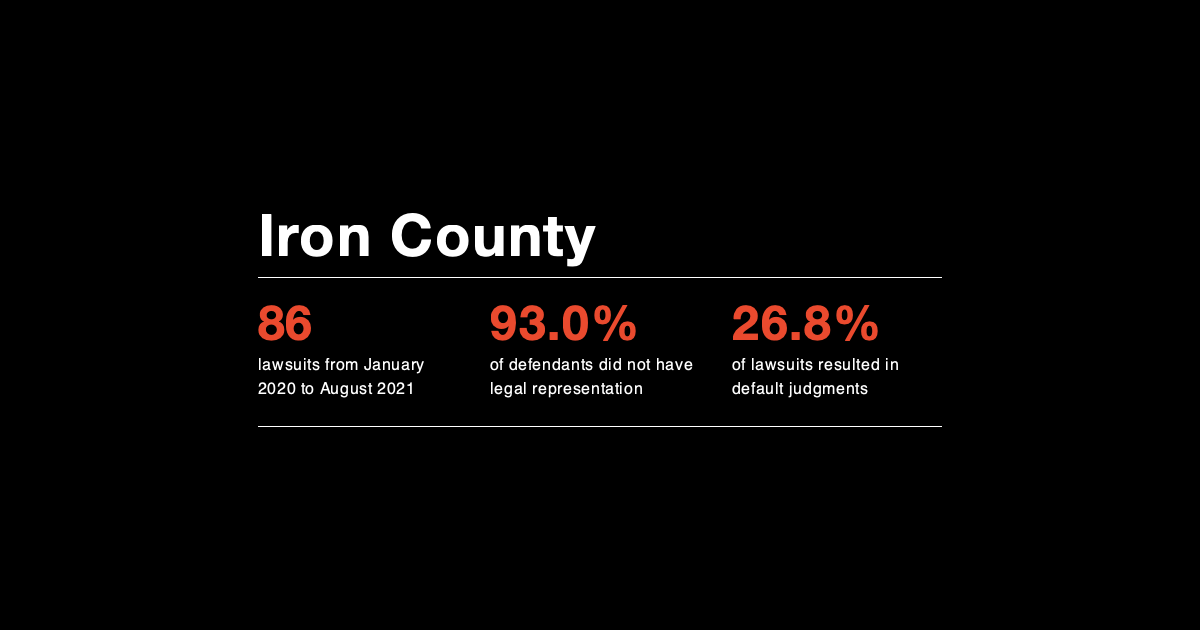 Iron County
86
lawsuits from January
2020 to August 2021
93.0%
of defendants did not have
legal representation
26.8%
of lawsuits resulted in
default judgments